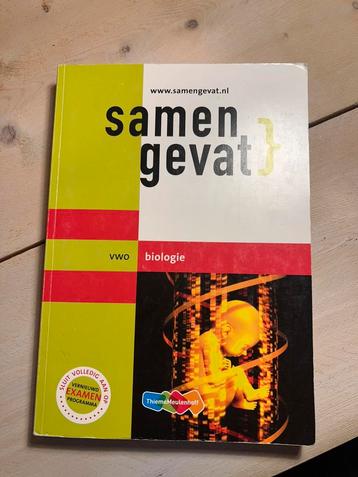 www.samengevat.nl
samen
gevat}
vwo biologie
SLUIT VOLLEDIG AAN OP
VERNIEUWD
EXAMEN
PROGRAMMA
ThiemeMeulenhoff